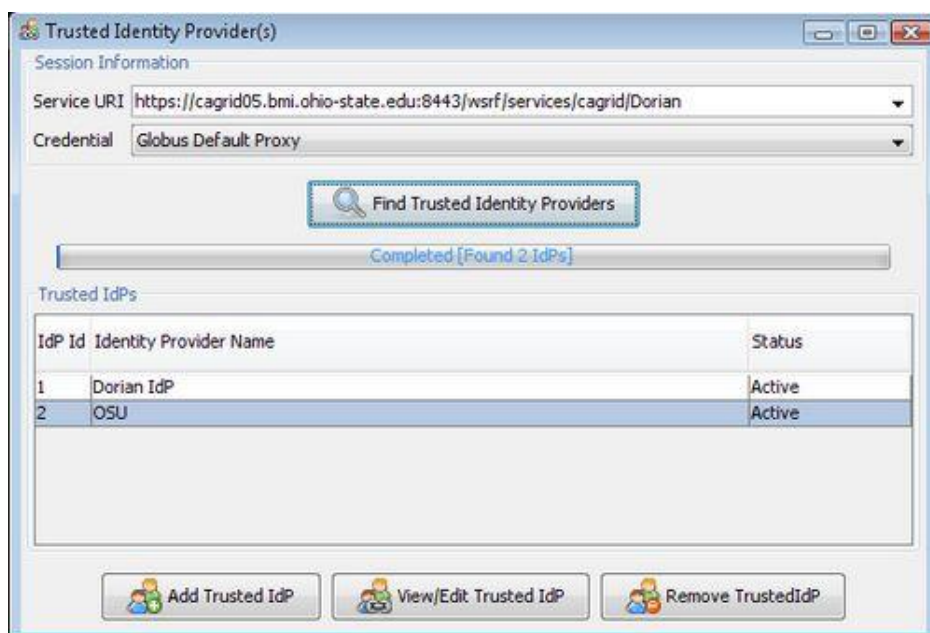 Trusted Identity Provider(s)
Session Information
Service URI https://cagrid05.bmi.ohio-state.edu:8443/wsrf/services/cagrid/Dorian
Credential Globus Default Proxy
Find Trusted Identity Providers
Completed [Found 2 IdPs]
Trusted IdPs
IdP Id Identity Provider Name Status
1 Dorian IdP Active
2 OSU Active
Add Trusted IdP View/Edit Trusted IdP Remove TrustedIdP